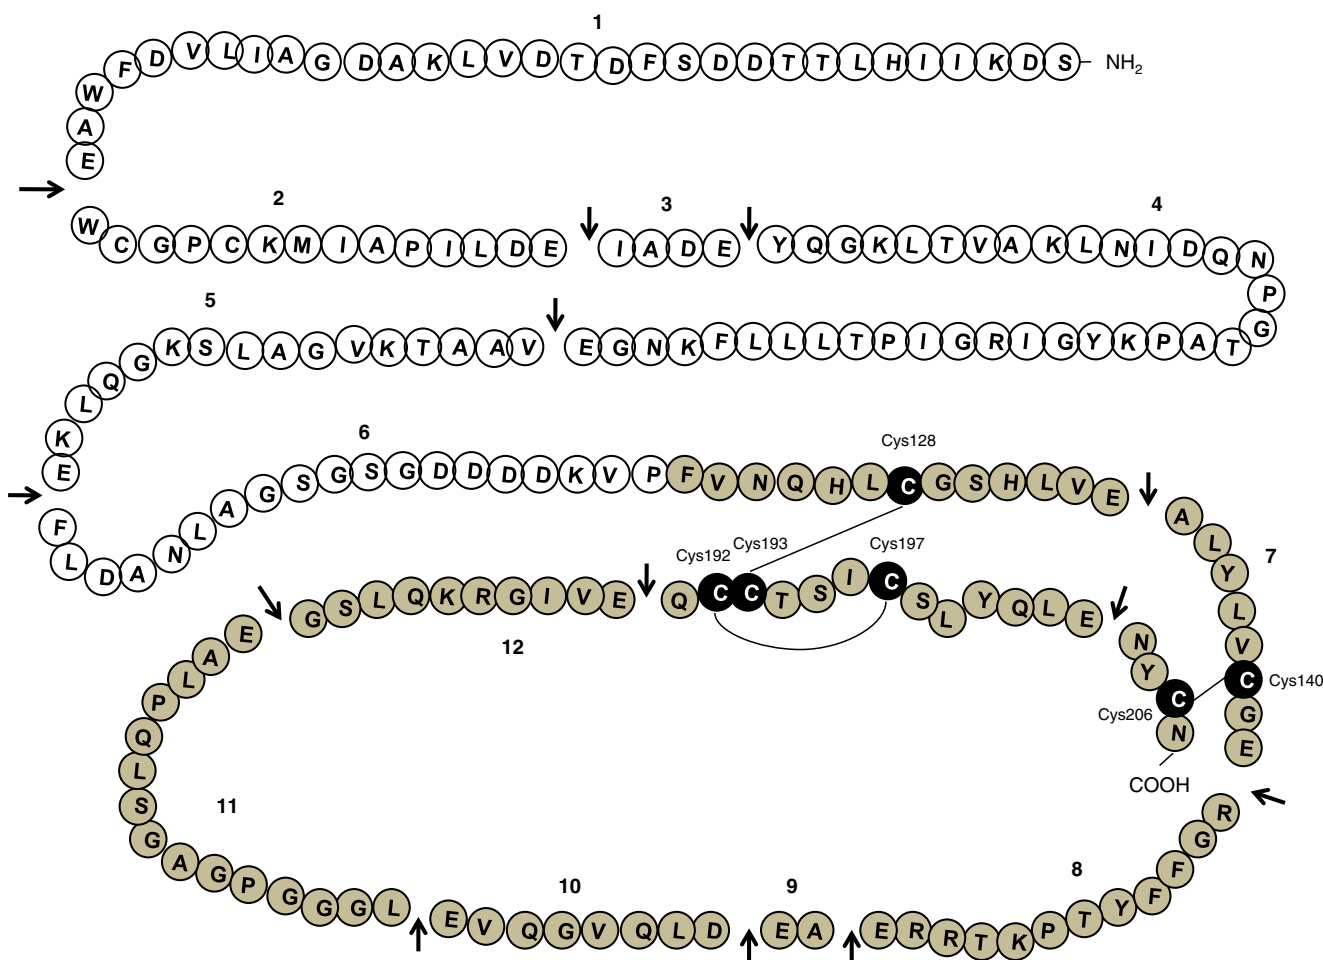 1
E A W F D V L I A G D A K L V D T D F S D D T T L H I I K D S NH2
2 3 4
W C G P C K M I A P I L D E I A D E Y Q G K L T V A K L N I D Q N P G
5
E K L Q G K S L A G V K T A A V E G N K F L L L T P I G R I G Y K P A T
6
Cys128
F L D A N L A G S G S G D D D D K V P F V N Q H L C G S H L V E
7
A L Y L V C G E
Cys140
Cys192 Cys193 Cys197
E A L P Q L S G A G P G G G L
G S L Q K R G I V E Q C C T S I C S L Y Q L E N Y C N
12
Cys206
COOH
11
10 9 8
E V Q G V Q L D E A E R R T K P T Y F F G R